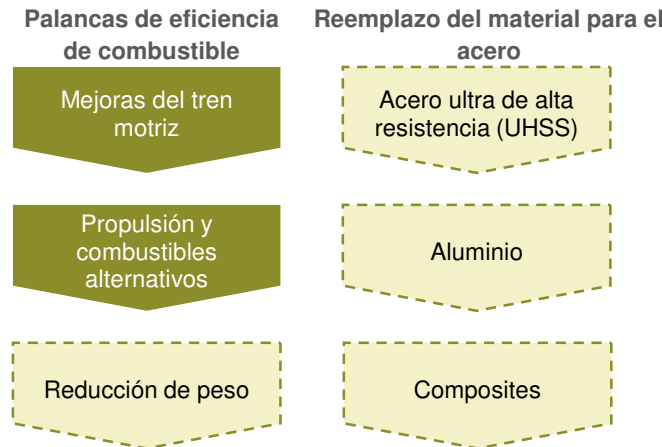 Palancas de eficiencia
de combustible
Mejoras del tren
motriz
Propulsión y
combustibles
alternativos
Reducción de peso
Reemplazo del material para el
acero
Acero ultra de alta
resistencia (UHSS)
Aluminio
Composites